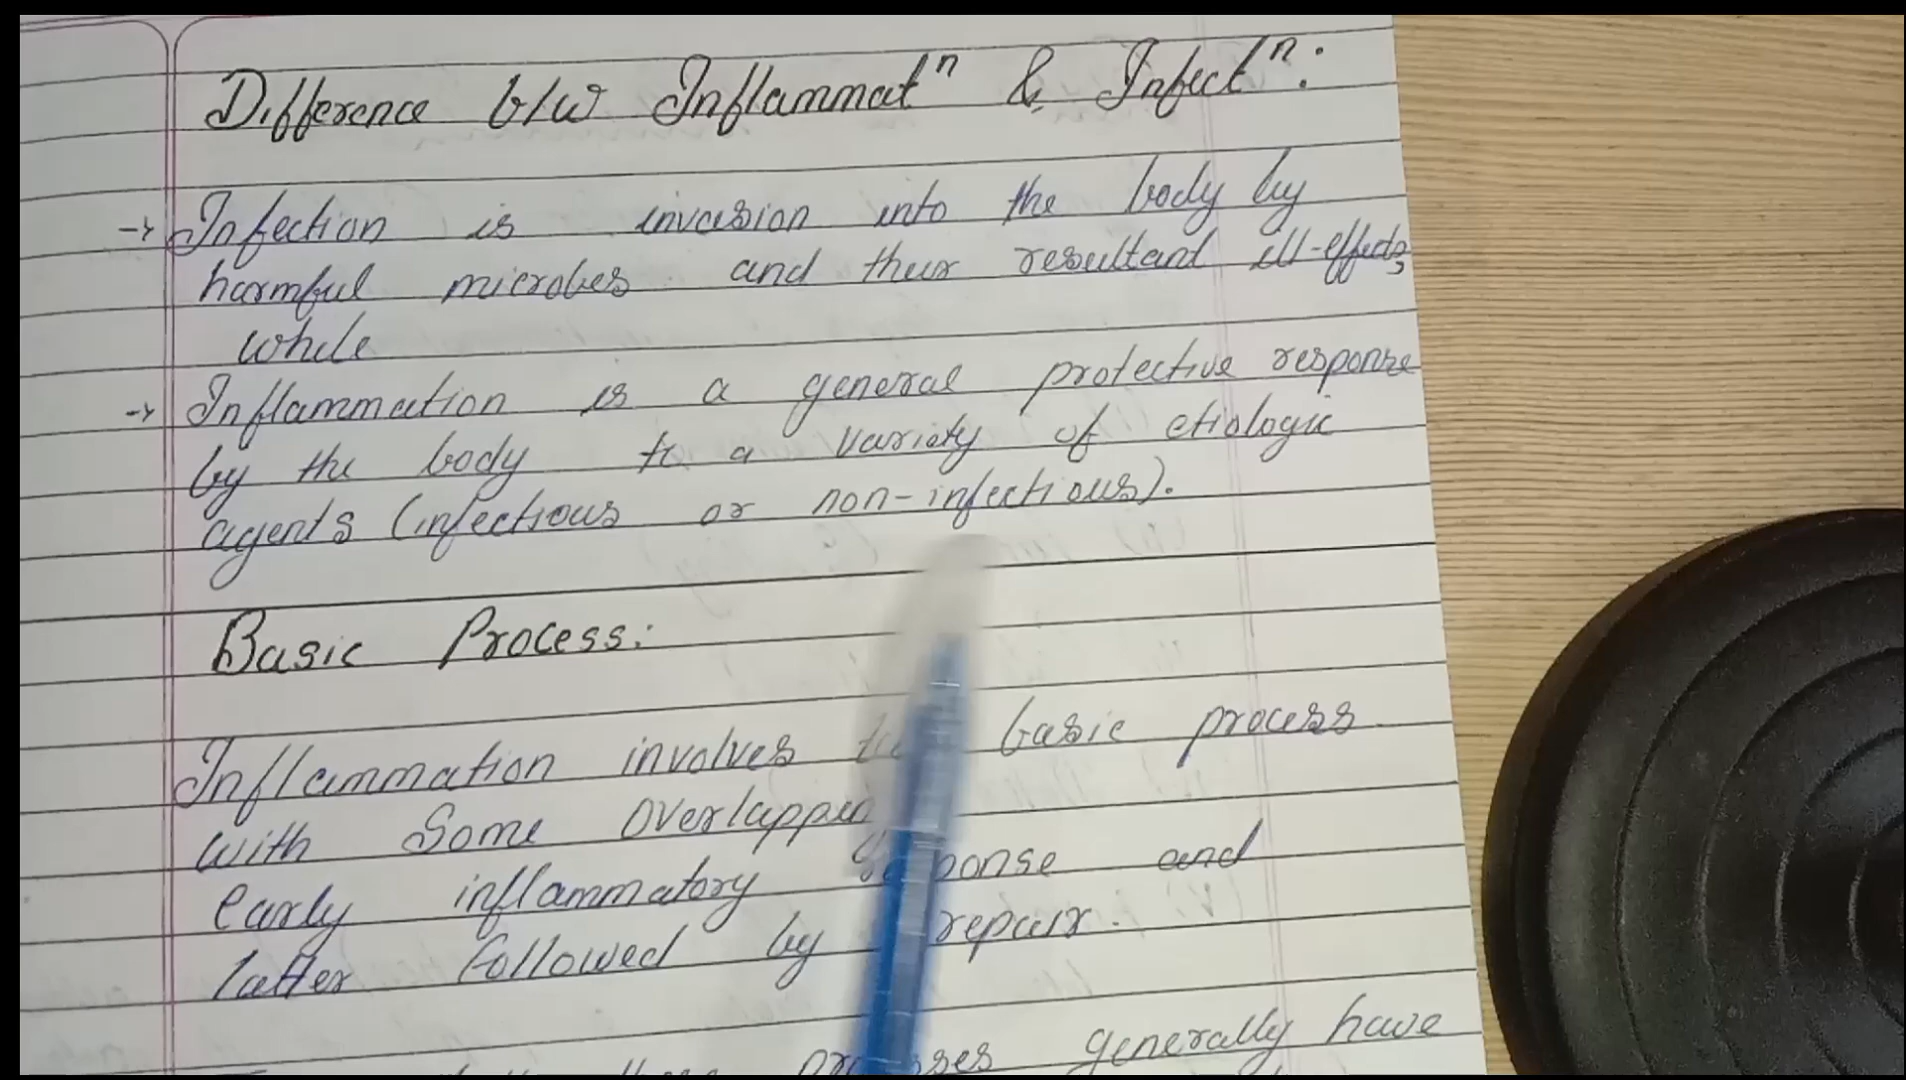 Difference b/w Inflammatⁿ & Infectⁿ:
→ Infection is invasion into the body by
harmful microbes and their resultant ill-effects,
while
→ Inflammation is a general protective response
by the body to a variety of etiologic
agents (infectious or non-infectious).
Basic Process:
Inflammation involves basic process
with Some
early inflammatory and
latter followed by repair.
generally have